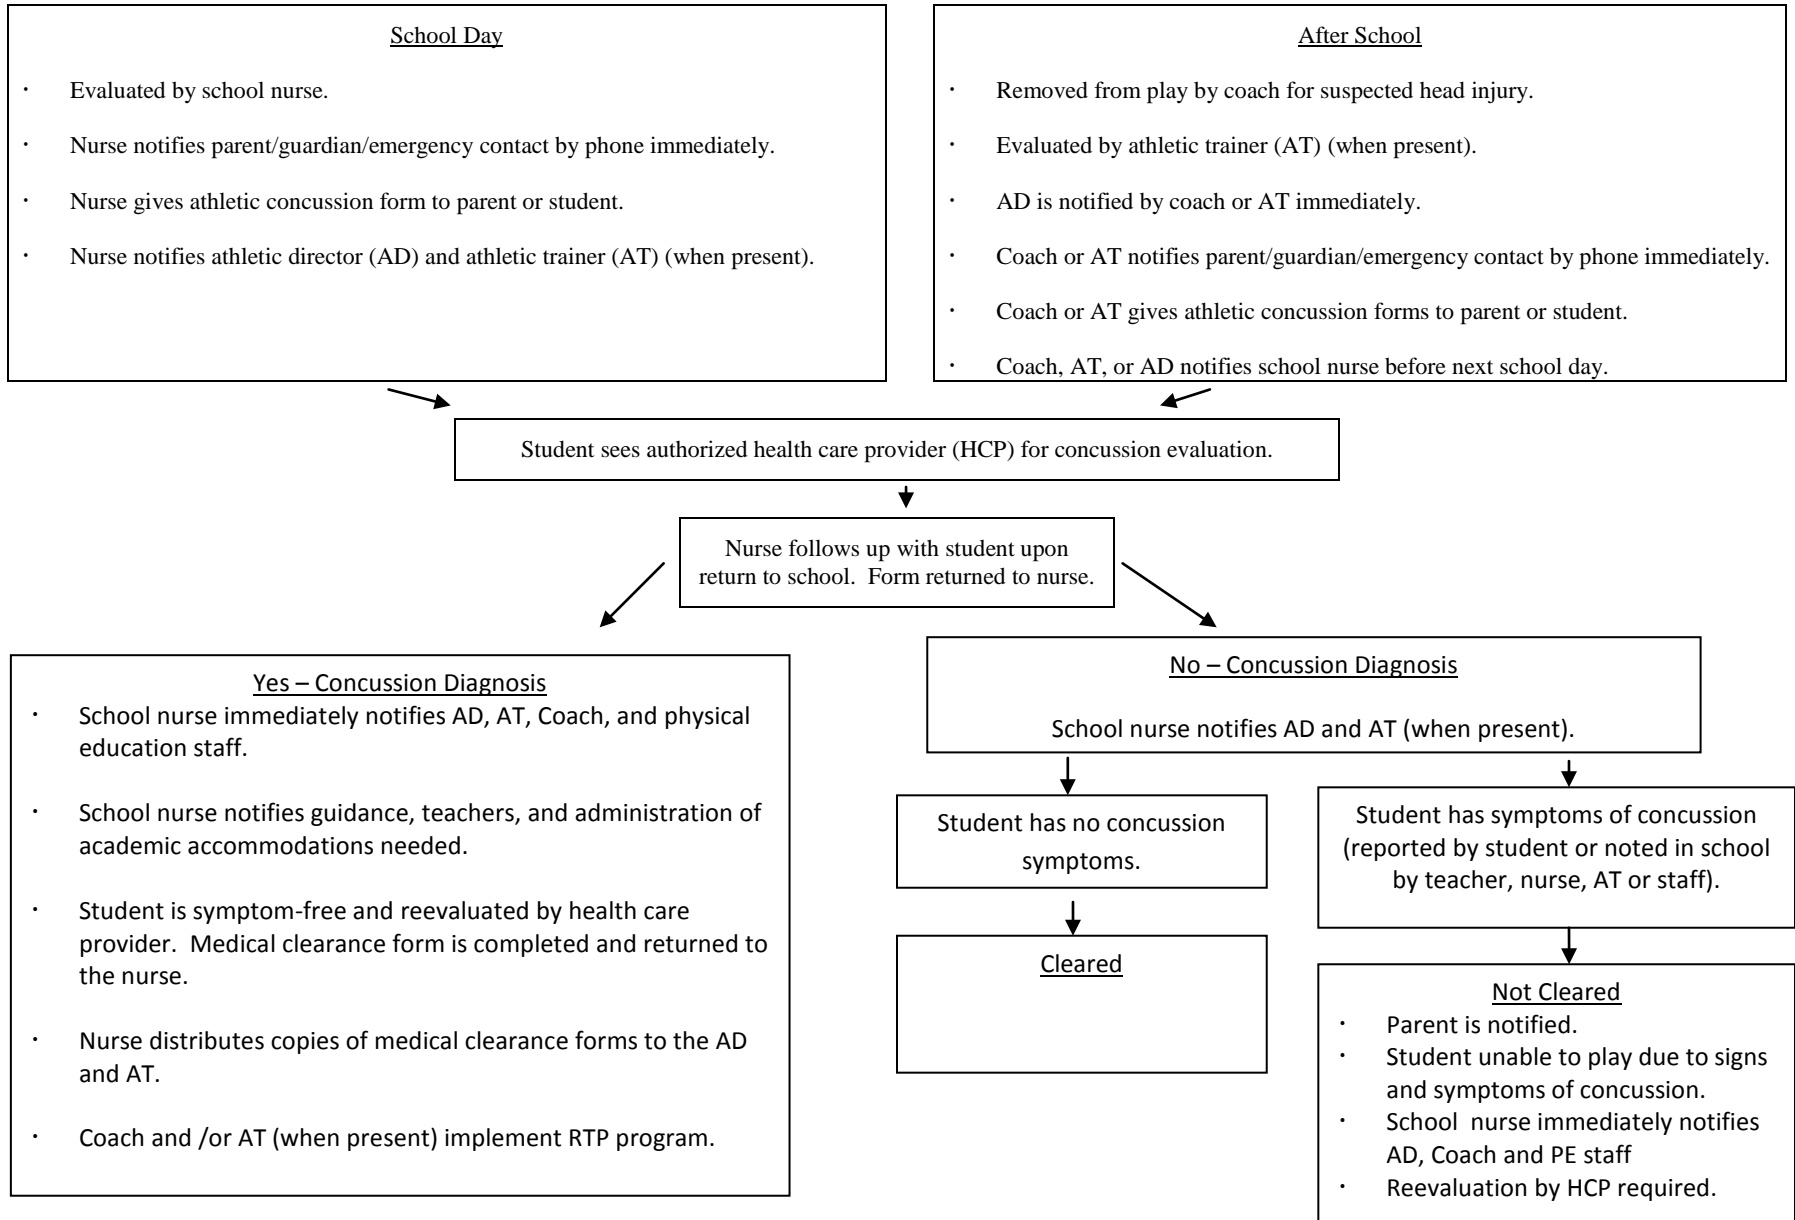 School Day
· Evaluated by school nurse.
· Nurse notifies parent/guardian/emergency contact by phone immediately.
· Nurse gives athletic concussion form to parent or student.
· Nurse notifies athletic director (AD) and athletic trainer (AT) (when present).
After School
· Removed from play by coach for suspected head injury.
· Evaluated by athletic trainer (AT) (when present).
· AD is notified by coach or AT immediately.
· Coach or AT notifies parent/guardian/emergency contact by phone immediately.
· Coach or AT gives athletic concussion forms to parent or student.
· Coach, AT, or AD notifies school nurse before next school day.
Student sees authorized health care provider (HCP) for concussion evaluation.
Nurse follows up with student upon
return to school. Form returned to nurse.
Yes – Concussion Diagnosis
· School nurse immediately notifies AD, AT, Coach, and physical
education staff.
· School nurse notifies guidance, teachers, and administration of
academic accommodations needed.
· Student is symptom-free and reevaluated by health care
provider. Medical clearance form is completed and returned to
the nurse.
· Nurse distributes copies of medical clearance forms to the AD
and AT.
· Coach and /or AT (when present) implement RTP program.
No – Concussion Diagnosis
School nurse notifies AD and AT (when present).
Student has no concussion
symptoms.
Cleared
Student has symptoms of concussion
(reported by student or noted in school
by teacher, nurse, AT or staff).
Not Cleared
· Parent is notified.
· Student unable to play due to signs
and symptoms of concussion.
· School nurse immediately notifies
AD, Coach and PE staff
· Reevaluation by HCP required.